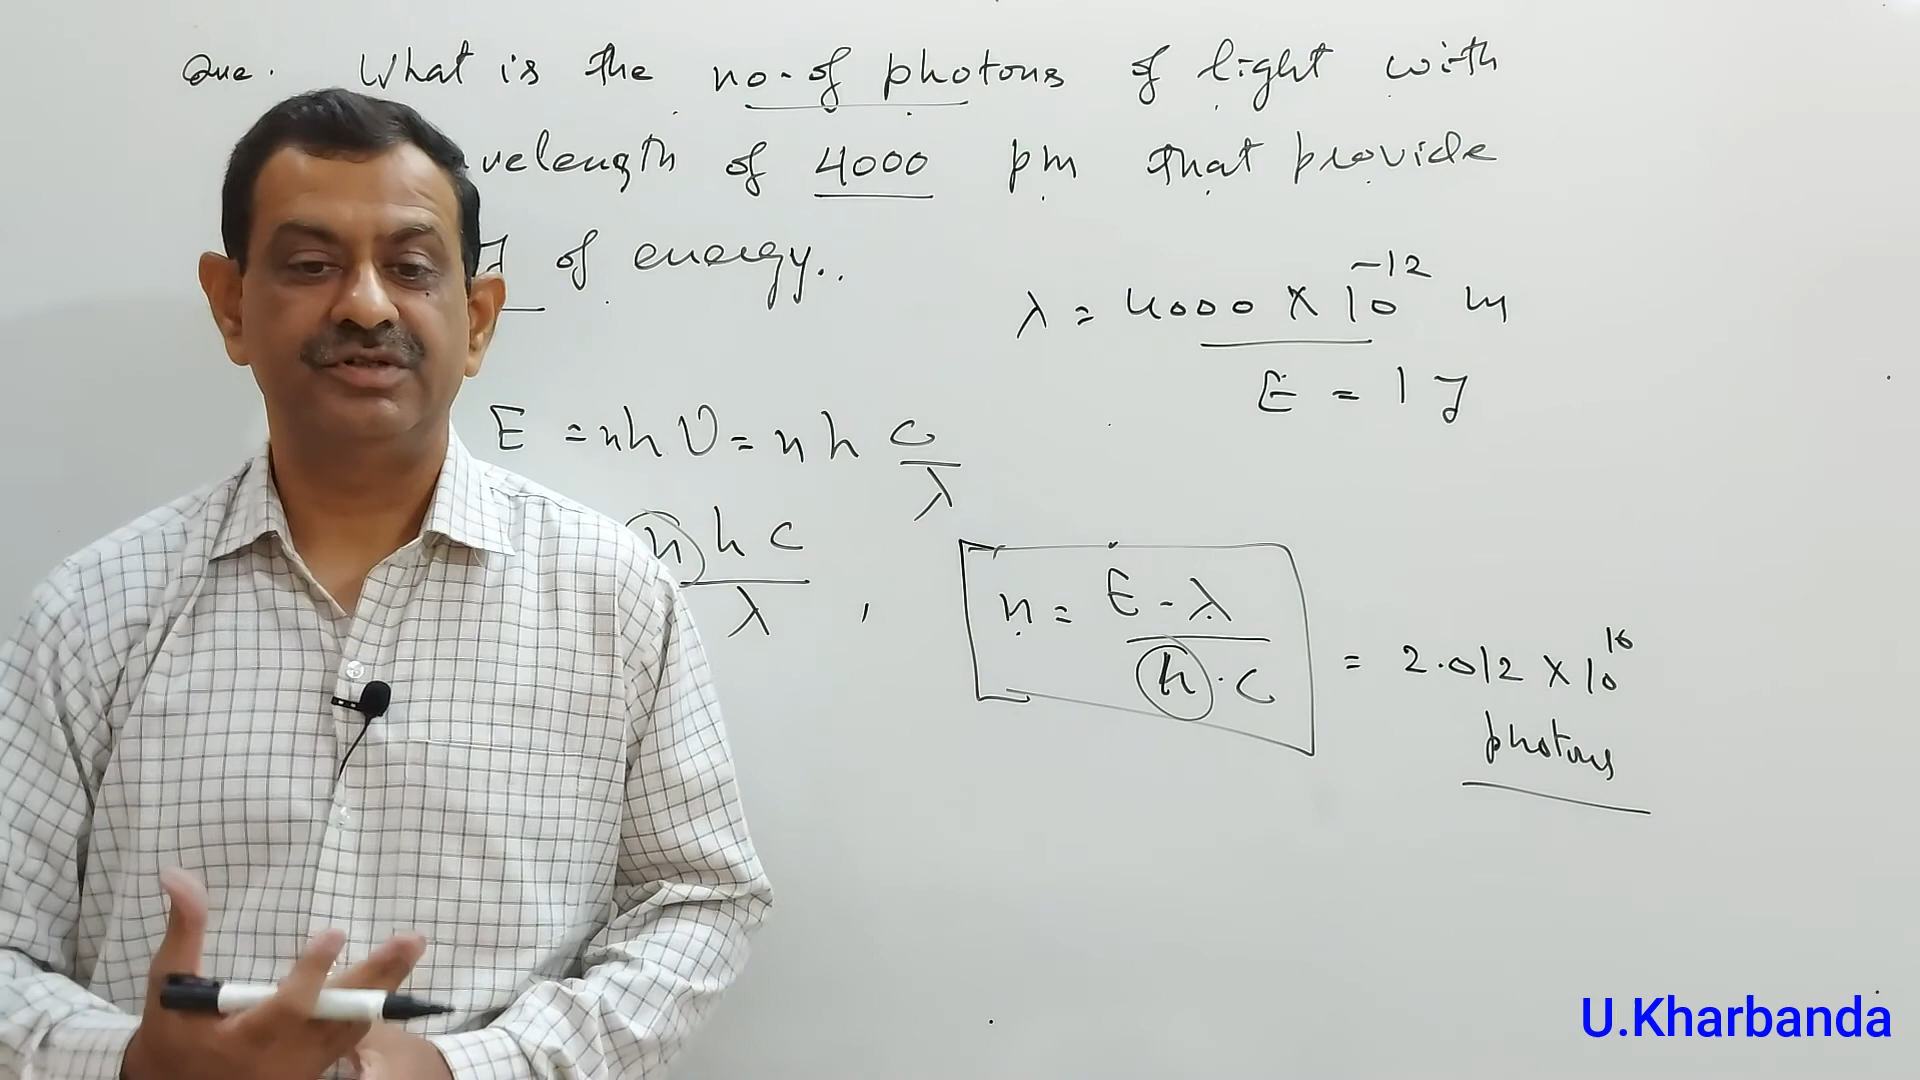 Que. What is the no. of photons of light with
velength of 4000 pm that provide
J of energy..
λ = 4000 × 10⁻¹² m
E = 1 J
E = nhν = nh c/λ
nhc/λ ,
n = E·λ/h·c = 2.012 × 10¹⁶
photons
U.Kharbanda